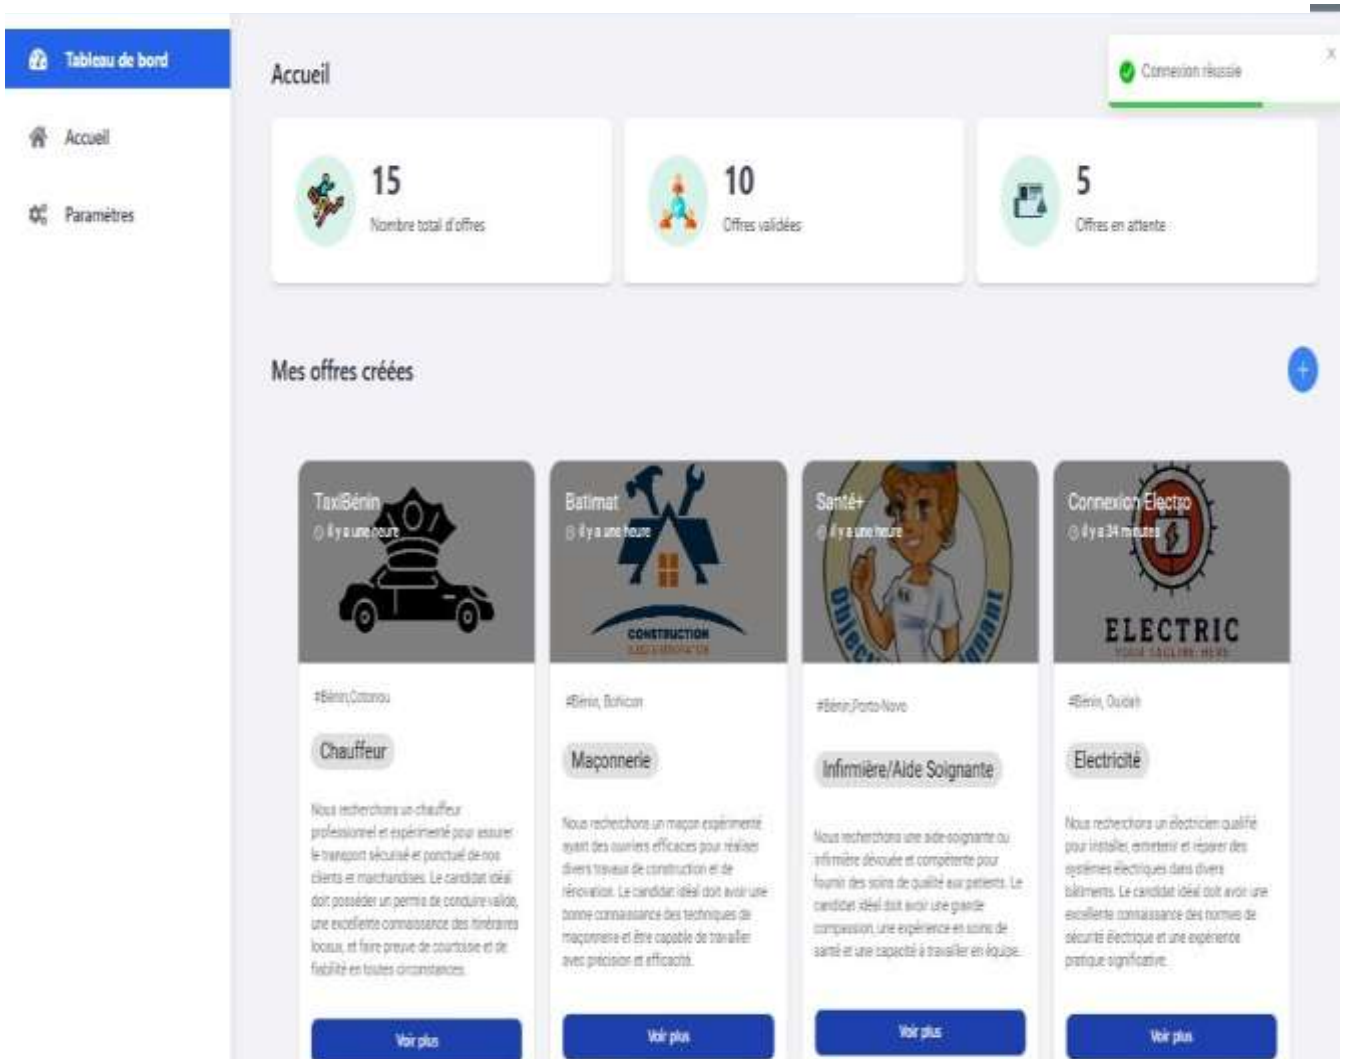 Tableau de bord
Accueil
Paramètres
Accueil
Connexion réussie
X
15
Nombre total d'offres
10
Offres validées
5
Offres en attente
Mes offres créées
+
TaxiBénin
il y a une heure
#Bénin,Cotonou
Chauffeur
Nous recherchons un chauffeur
professionnel et expérimenté pour assurer
le transport sécurisé et ponctuel de nos
clients et marchandises. Le candidat idéal
doit posséder un permis de conduire valide,
une excellente connaissance des itinéraires
locaux, et faire preuve de courtoisie et de
fiabilité en toutes circonstances.
Voir plus
Batimat
il y a une heure
CONSTRUCTION
#Bénin, Bohicon
Maçonnerie
Nous recherchons un maçon expérimenté
ayant des ouvriers efficaces pour réaliser
divers travaux de construction et de
rénovation. Le candidat idéal doit avoir une
bonne connaissance des techniques de
maçonnerie et être capable de travailler
avec précision et efficacité.
Voir plus
Santé+
il y a une heure
#Bénin,Porto-Novo
Infirmière/Aide Soignante
Nous recherchons une aide-soignante ou
infirmière dévouée et compétente pour
fournir des soins de qualité aux patients. Le
candidat idéal doit avoir une grande
compassion, une expérience en soins de
santé et une capacité à travailler en équipe.
Voir plus
Connexion Electro
il y a 34 minutes
ELECTRIC
YOUR TAGLINE HERE
#Bénin, Ouidah
Electricité
Nous recherchons un électricien qualifié
pour installer, entretenir et réparer des
systèmes électriques dans divers
bâtiments. Le candidat idéal doit avoir une
excellente connaissance des normes de
sécurité électrique et une expérience
pratique significative.
Voir plus